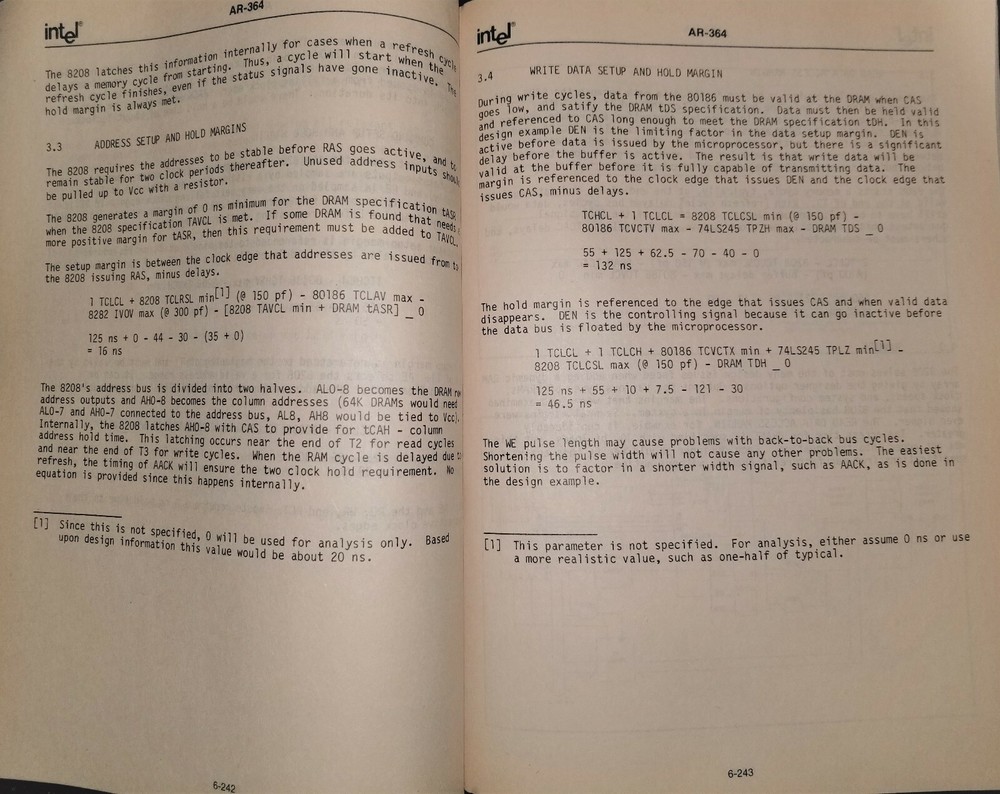 AR-364
intel®
The 8208 latches this information internally for cases when a refresh cycle
delays a memory cycle from starting. Thus, a cycle will start when the
refresh cycle finishes, even if the status signals have gone inactive. The
hold margin is always met.
3.3 ADDRESS SETUP AND HOLD MARGINS
The 8208 requires the addresses to be stable before RAS goes active, and to
remain stable for two clock periods thereafter. Unused address inputs shou
be pulled up to Vcc with a resistor.
The 8208 generates a margin of 0 ns minimum for the DRAM specification tASR
when the 8208 specification TAVCL is met. If some DRAM is found that needs
more positive margin for tASR, then this requirement must be added to TAVCL.
The setup margin is between the clock edge that addresses are issued from to
the 8208 issuing RAS, minus delays.
1 TCLCL + 8208 TCLRSL min[1] (@ 150 pf) - 80186 TCLAV max -
8282 IVOV max (@ 300 pf) - [8208 TAVCL min + DRAM tASR] _ 0
125 ns + 0 - 44 - 30 - (35 + 0)
= 16 ns
The 8208's address bus is divided into two halves. AL0-8 becomes the DRAM ro
address outputs and AH0-8 becomes the column addresses (64K DRAMs would need
AL0-7 and AH0-7 connected to the address bus, AL8, AH8 would be tied to Vcc).
Internally, the 8208 latches AH0-8 with CAS to provide for tCAH - column
address hold time. This latching occurs near the end of T2 for read cycles
and near the end of T3 for write cycles. When the RAM cycle is delayed due to
refresh, the timing of AACK will ensure the two clock hold requirement. No
equation is provided since this happens internally.
[1] Since this is not specified, 0 will be used for analysis only. Based
upon design information this value would be about 20 ns.
6-242
intel®
AR-364
3.4 WRITE DATA SETUP AND HOLD MARGIN
During write cycles, data from the 80186 must be valid at the DRAM when CAS
goes low, and satify the DRAM tDS specification. Data must then be held valid
and referenced to CAS long enough to meet the DRAM specification tDH. In this
design example DEN is the limiting factor in the data setup margin. DEN is
active before data is issued by the microprocessor, but there is a significant
delay before the buffer is active. The result is that write data will be
valid at the buffer before it is fully capable of transmitting data. The
margin is referenced to the clock edge that issues DEN and the clock edge that
issues CAS, minus delays.
TCHCL + 1 TCLCL = 8208 TCLCSL min (@ 150 pf) -
80186 TCVCTV max - 74LS245 TPZH max - DRAM TDS _ 0
55 + 125 + 62.5 - 70 - 40 - 0
= 132 ns
The hold margin is referenced to the edge that issues CAS and when valid data
disappears. DEN is the controlling signal because it can go inactive before
the data bus is floated by the microprocessor.
1 TCLCL + 1 TCLCH + 80186 TCVCTX min + 74LS245 TPLZ min[1] -
8208 TCLCSL max (@ 150 pf) - DRAM TDH _ 0
125 ns + 55 + 10 + 7.5 - 121 - 30
= 46.5 ns
The WE pulse length may cause problems with back-to-back bus cycles.
Shortening the pulse width will not cause any other problems. The easiest
solution is to factor in a shorter width signal, such as AACK, as is done in
the design example.
[1] This parameter is not specified. For analysis, either assume 0 ns or use
a more realistic value, such as one-half of typical.
6-243